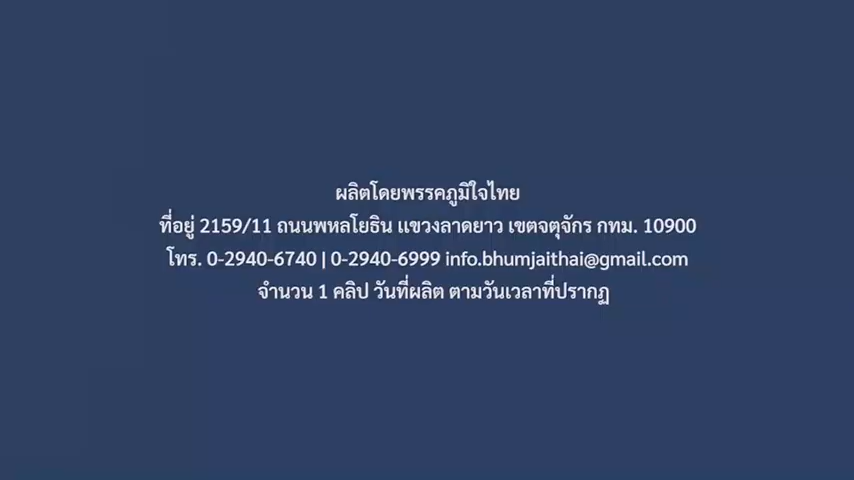 ผลิตโดยพรรคภูมิใจไทย
ที่อยู่ 2159/11 ถนนพหลโยธิน แขวงลาดยาว เขตจตุจักร กทม. 10900
โทร. 0-2940-6740 | 0-2940-6999 info.bhumjaithai@gmail.com
จำนวน 1 คลิป วันที่ผลิต ตามวันเวลาที่ปรากฏ